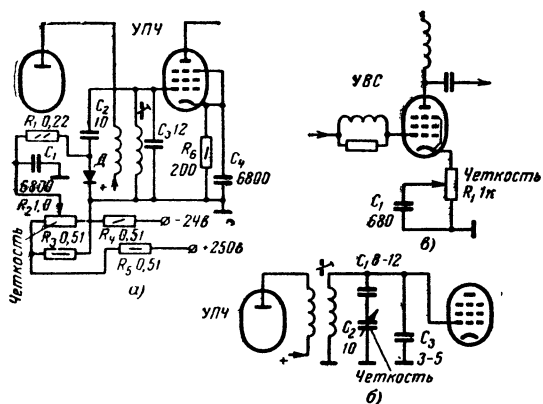 УПЧ
C2
10
R1 0,22
C1
6800
Д
+
C3 12
R6
200
C4
6800
R2 1,0
Четкость
R3 0,51
R4 0,51
-24в
R5 0,51
+250в
а)
УВС
Четкость
R1 1к
C1
680
в)
УПЧ
+
C1 8-12
C2
10
C3
3-5
Четкость
б)